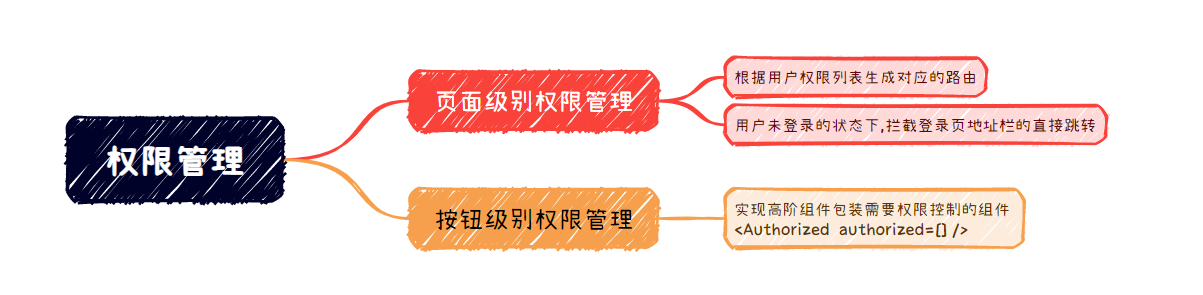 权限管理
页面级别权限管理
根据用户权限列表生成对应的路由
用户未登录的状态下,拦截登录页地址栏的直接跳转
按钮级别权限管理
实现高阶组件包装需要权限控制的组件
<Authorized authorized={} />